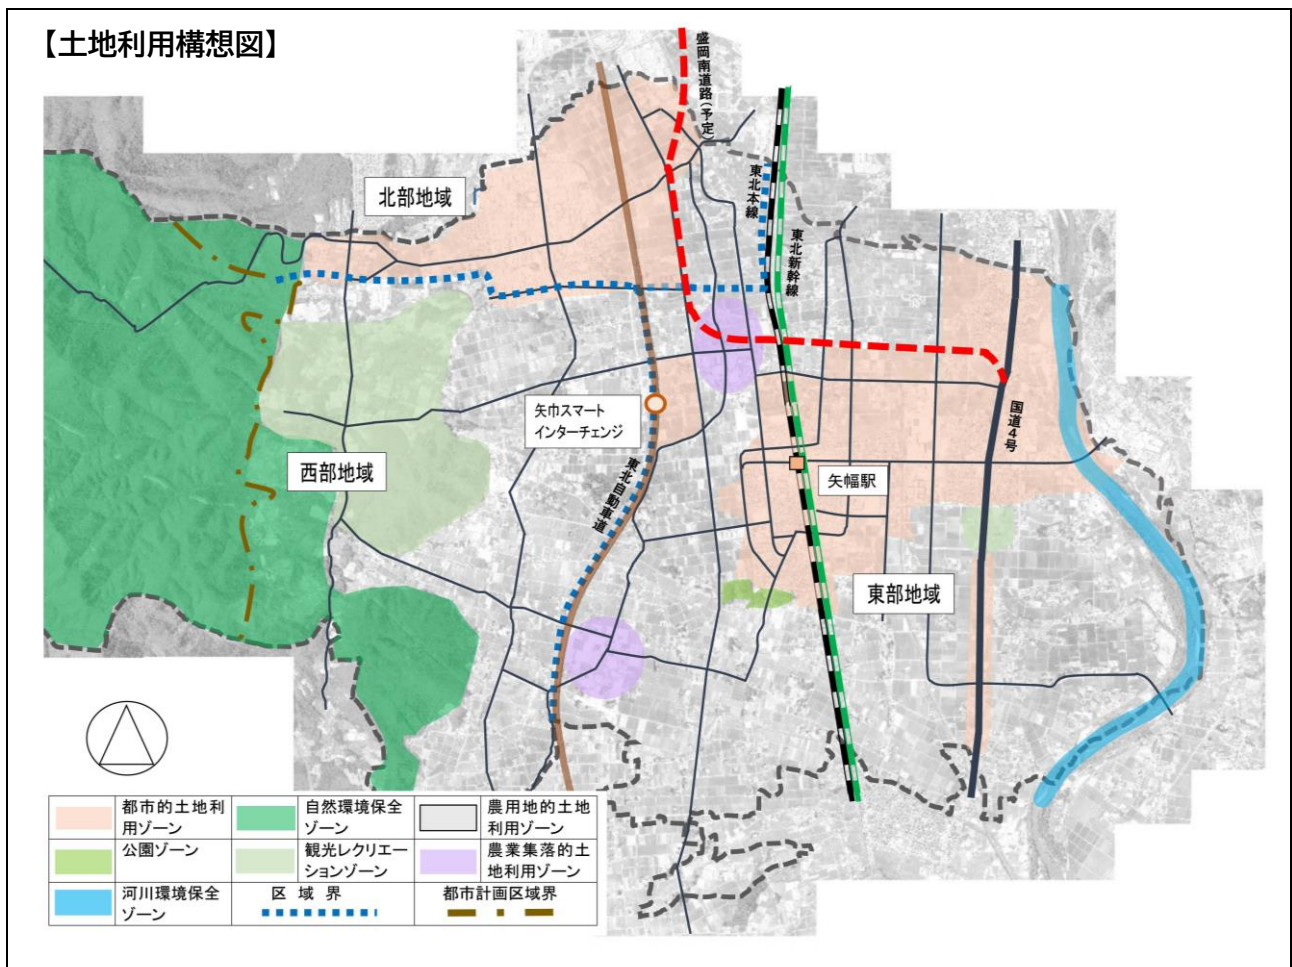 【土地利用構想図】
盛岡南道路(予定)
北部地域
東北本線
東北新幹線
矢巾スマート
インターチェンジ
国道4号
西部地域
東北自動車道
矢幅駅
東部地域
都市的土地利
用ゾーン
自然環境保全
ゾーン
農用地的土地
利用ゾーン
公園ゾーン
観光レクリエー
ションゾーン
農業集落的土
地利用ゾーン
河川環境保全
ゾーン
区 域 界
都市計画区域界